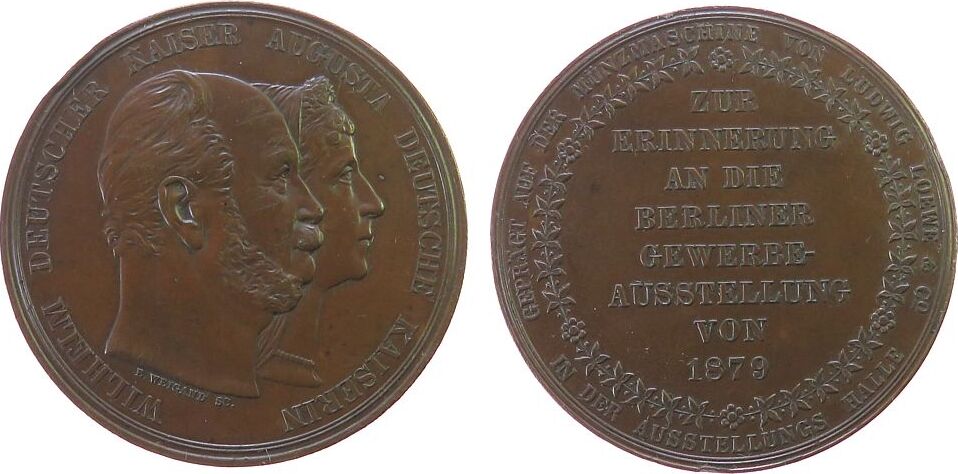 WILHELM DEUTSCHER KAISER AUGUSTA DEUTSCHE KAISERIN
E. WEIGAND SC.
GEPRÄGT AUF DER MÜNZMASCHINE VON LUDWIG LOEWE & CO
IN DER AUSSTELLUNGS HALLE
ZUR
ERINNERUNG
AN DIE
BERLINER
GEWERBE-
AUSSTELLUNG
VON
1879